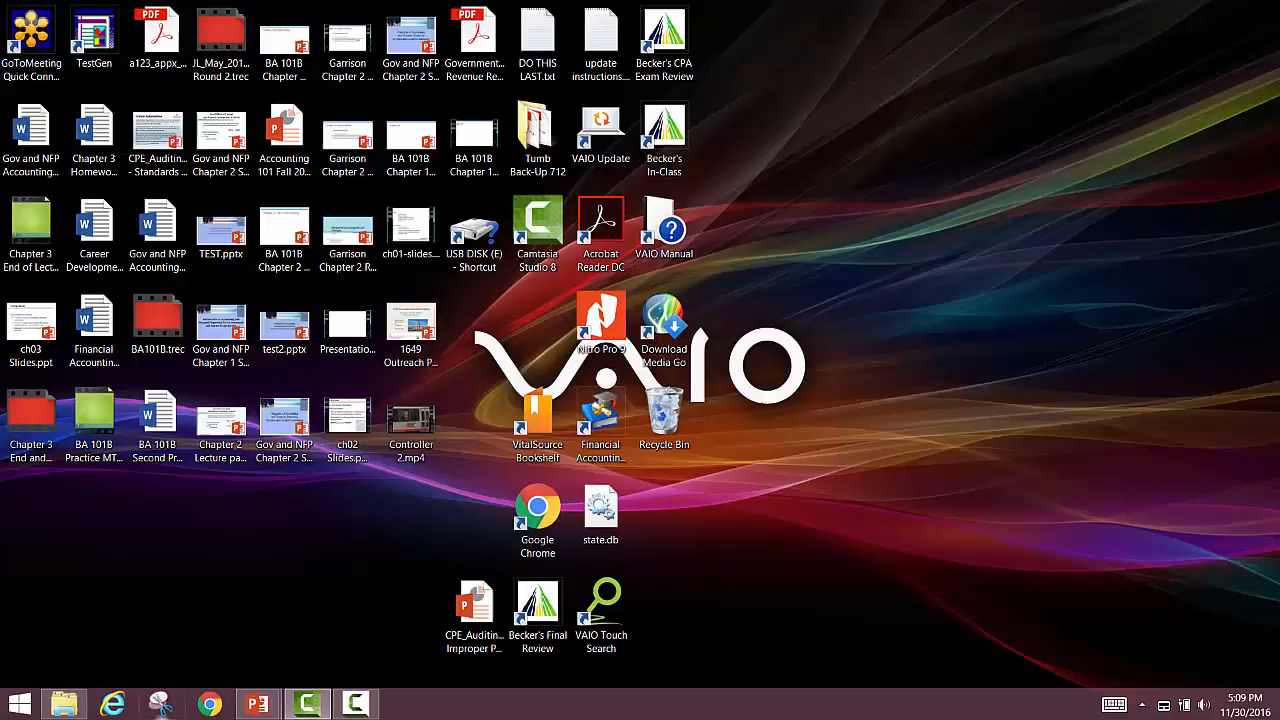 GoToMeeting
Quick Conn...
TestGen
PDF
a123_appx_...
JL_May_201...
Round 2.trec
BA 101B
Chapter ...
Garrison
Chapter 2 ...
Gov and NFP
Chapter 2 S...
PDF
Government...
Revenue Re...
DO THIS
LAST.txt
update
instructions....
Becker's CPA
Exam Review
Gov and NFP
Accounting...
Chapter 3
Homewo...
CPE_Auditin...
- Standards ...
Gov and NFP
Chapter 2 S...
Accounting
101 Fall 20...
Garrison
Chapter 2 ...
BA 101B
Chapter 1...
BA 101B
Chapter 1...
Tumb
Back-Up 712
VAIO Update
Becker's
In-Class
Chapter 3
End of Lect...
Career
Developme...
Gov and NFP
Accounting...
TEST.pptx
BA 101B
Chapter 2 ...
Garrison
Chapter 2 R...
ch01-slides....
USB DISK (E)
- Shortcut
Camtasia
Studio 8
Acrobat
Reader DC
VAIO Manual
ch03
Slides.ppt
Financial
Accountin...
BA101B.trec
Gov and NFP
Chapter 1 S...
test2.pptx
Presentatio...
1649
Outreach P...
Nitro Pro 9
Download
Media Go
VAIO
Chapter 3
End and...
BA 101B
Practice MT...
BA 101B
Second Pr...
Chapter 2
Lecture pa...
Gov and NFP
Chapter 2 S...
ch02
Slides.p...
Controller
2.mp4
VitalSource
Bookshelf
Financial
Accountin...
Recycle Bin
Google
Chrome
state.db
CPE_Auditin...
Improper P...
Becker's Final
Review
VAIO Touch
Search
5:09 PM
11/30/2016